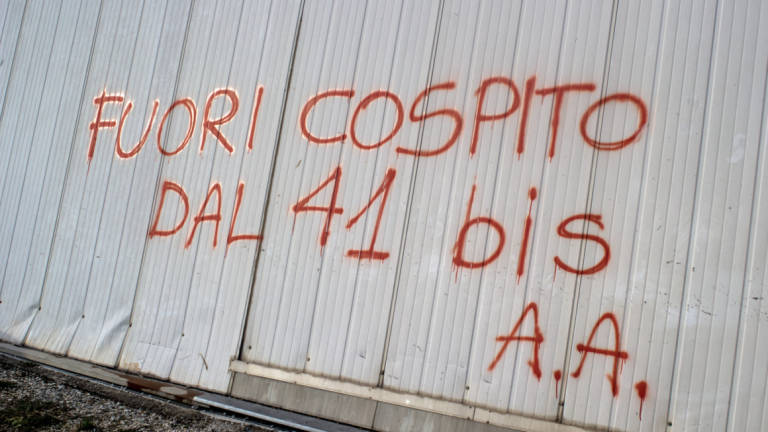 FUORI COSPITO
DAL 41 bis
A.A.